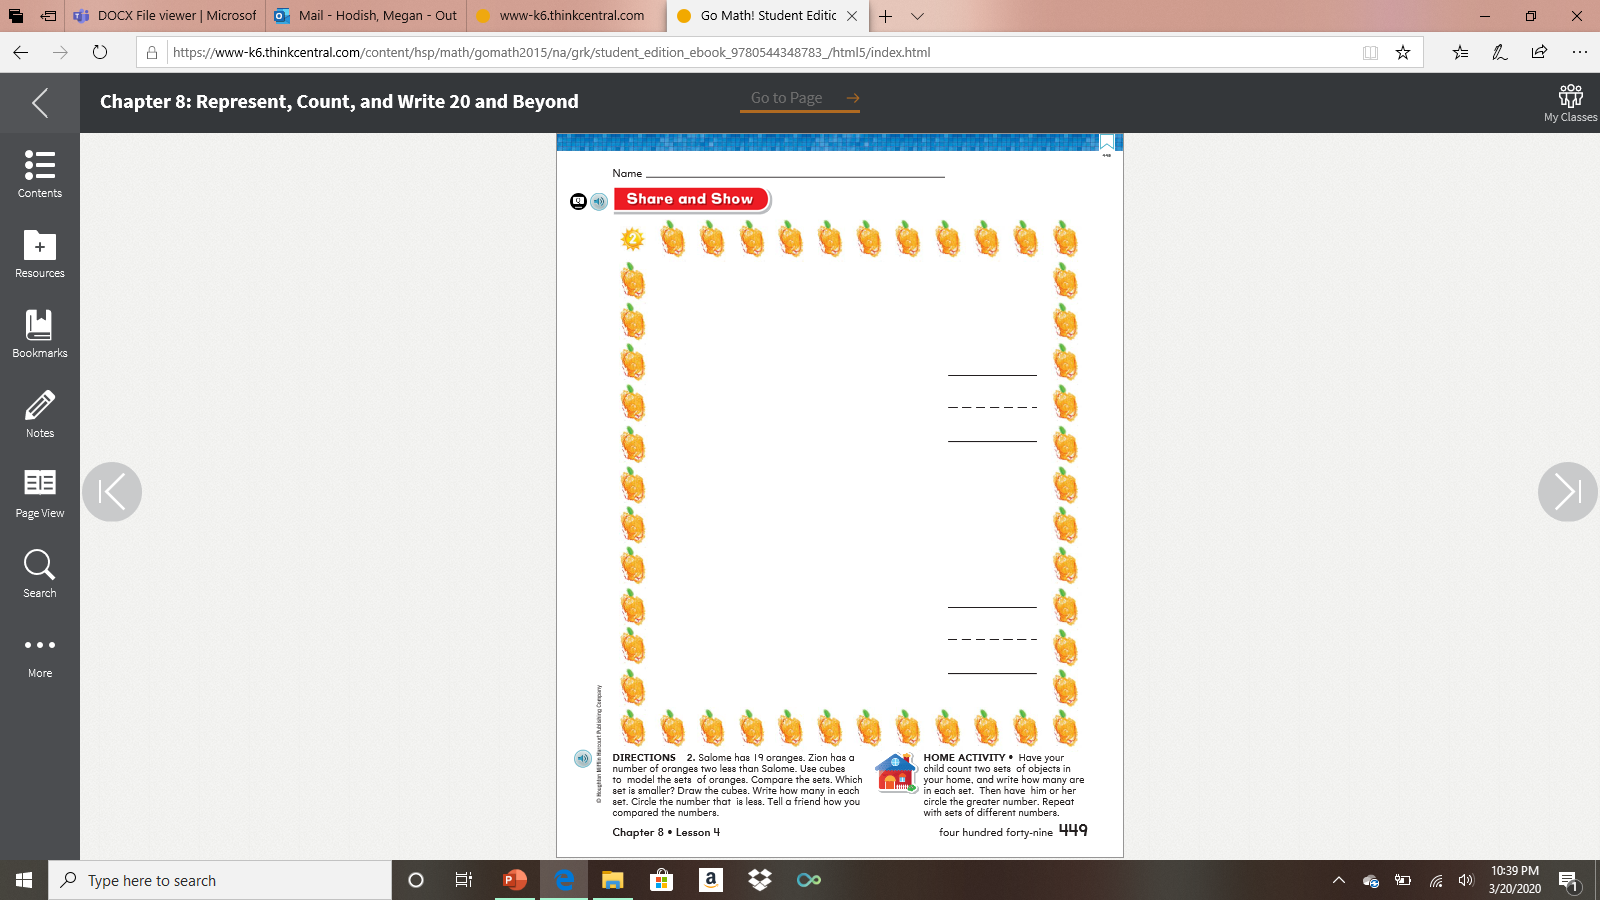 DOCX File viewer | Microsof
Mail - Hodish, Megan - Out
www-k6.thinkcentral.com
Go Math! Student Editic
https://www-k6.thinkcentral.com/content/hsp/math/gomath2015/na/grk/student_edition_ebook_9780544348783_/html5/index.html
Chapter 8: Represent, Count, and Write 20 and Beyond
Go to Page
My Classes
Contents
Resources
Bookmarks
Notes
Page View
Search
More
449
Name
Share and Show
2
© Houghton Mifflin Harcourt Publishing Company
DIRECTIONS 2. Salome has 19 oranges. Zion has a
number of oranges two less than Salome. Use cubes
to model the sets of oranges. Compare the sets. Which
set is smaller? Draw the cubes. Write how many in each
set. Circle the number that is less. Tell a friend how you
compared the numbers.
HOME ACTIVITY • Have your
child count two sets of objects in
your home, and write how many are
in each set. Then have him or her
circle the greater number. Repeat
with sets of different numbers.
Chapter 8 • Lesson 4
four hundred forty-nine 449
Type here to search
10:39 PM
3/20/2020
1